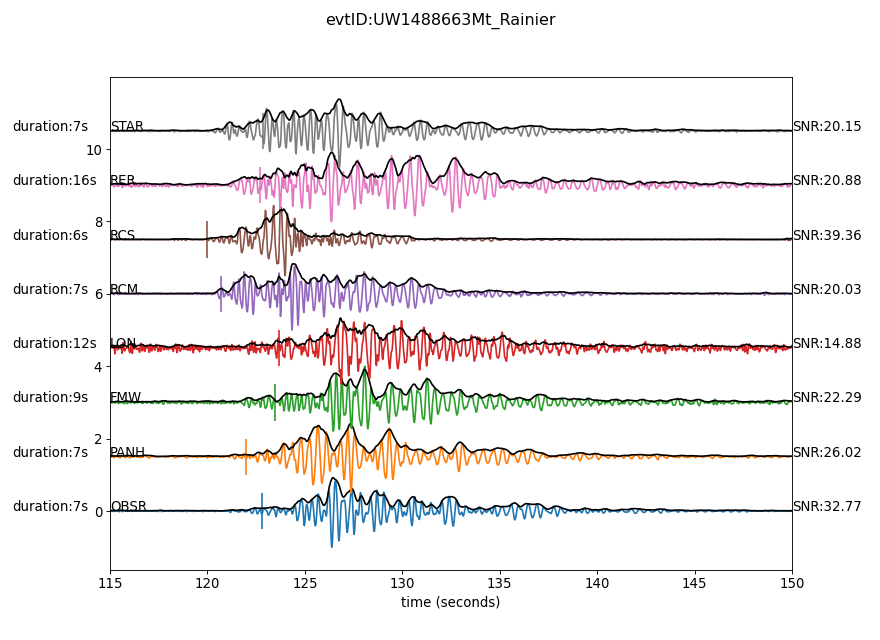 evtID:UW1488663Mt_Rainier
duration:7s STAR SNR:20.15
10
duration:16s RER SNR:20.88
8
duration:6s RCS SNR:39.36
duration:7s RCM SNR:20.03
6
duration:12s LON SNR:14.88
4
duration:9s FMW SNR:22.29
2
duration:7s PANH SNR:26.02
duration:7s OBSR SNR:32.77
0
115 120 125 130 135 140 145 150
time (seconds)